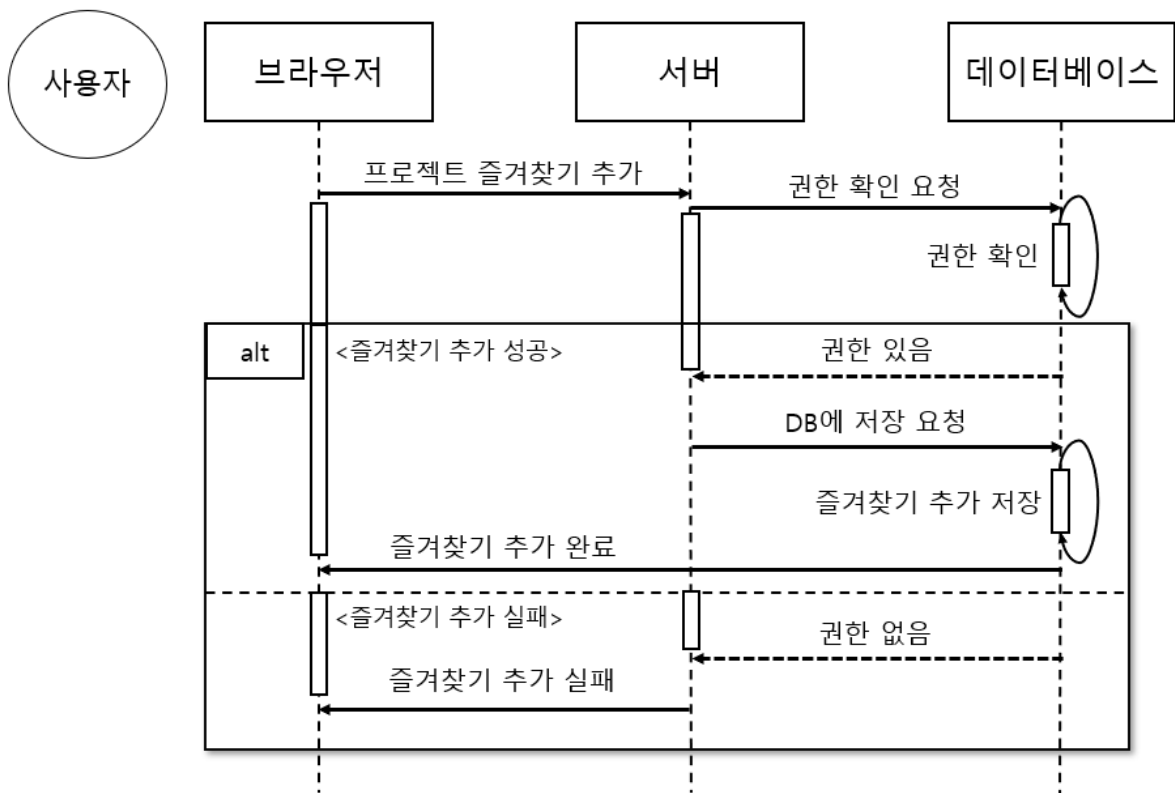 사용자
브라우저
서버
데이터베이스
프로젝트 즐겨찾기 추가
권한 확인 요청
권한 확인
alt
<즐겨찾기 추가 성공>
권한 있음
DB에 저장 요청
즐겨찾기 추가 저장
즐겨찾기 추가 완료
<즐겨찾기 추가 실패>
권한 없음
즐겨찾기 추가 실패